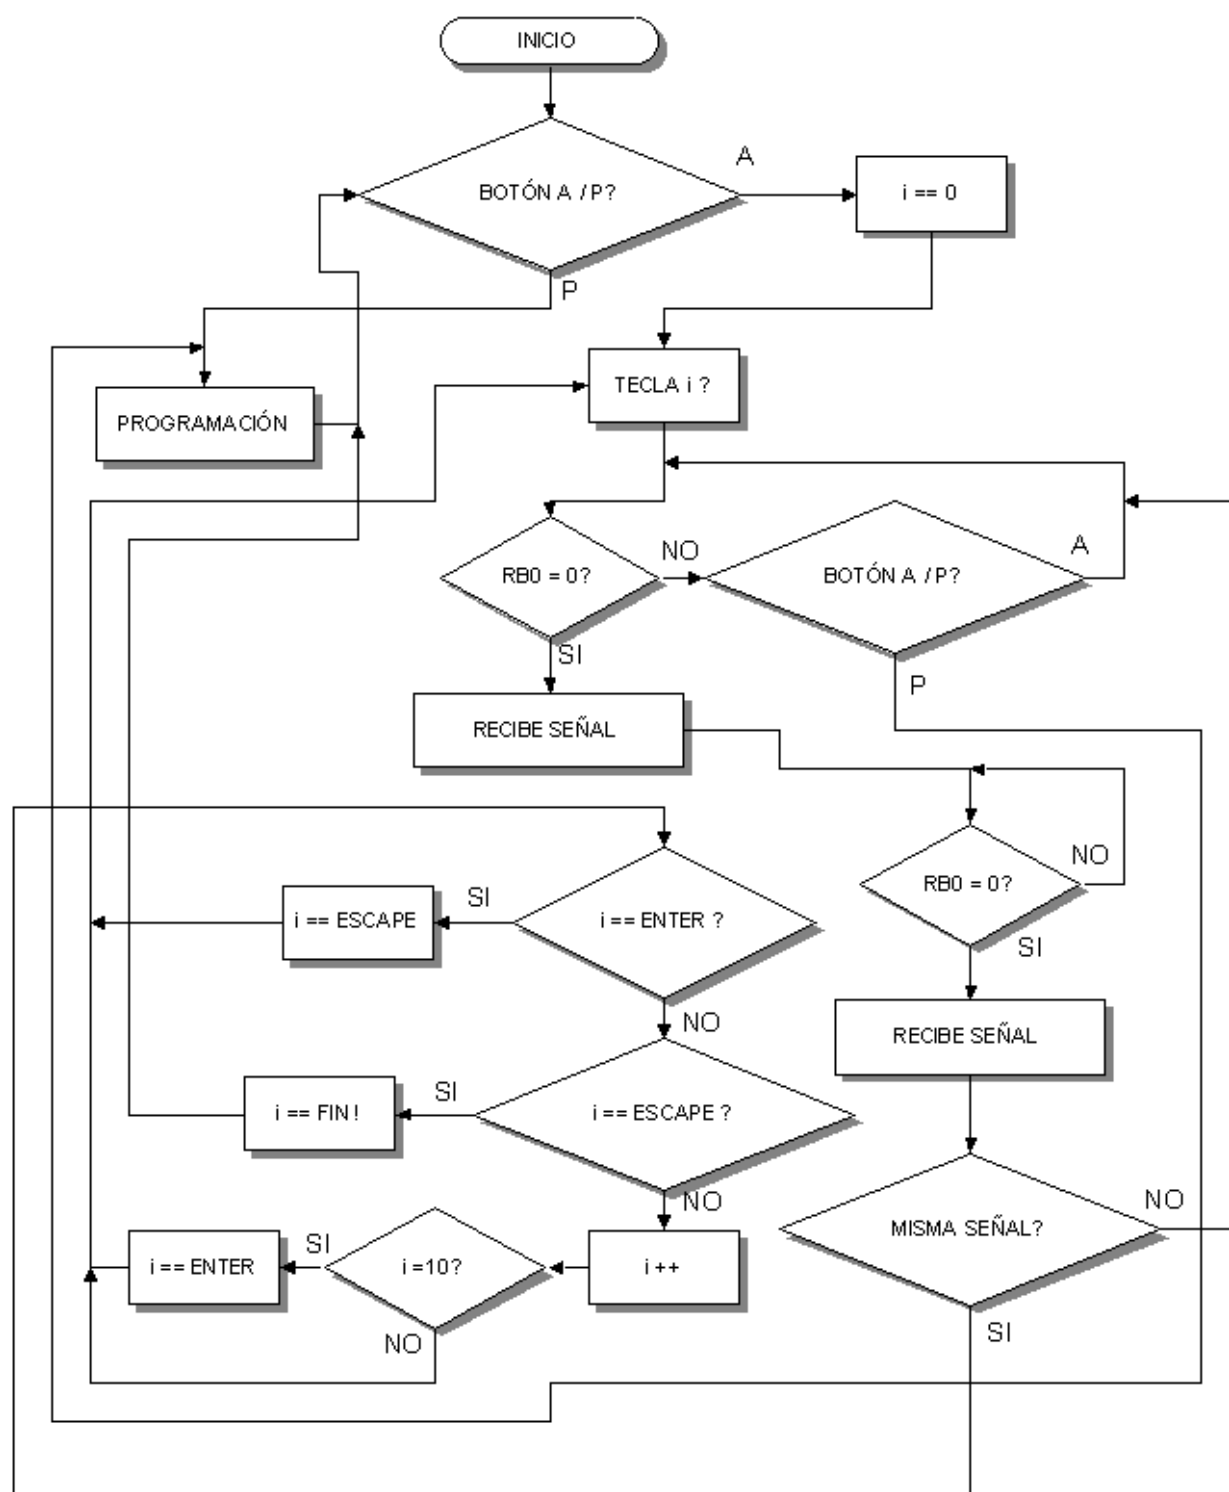 INICIO
BOTÓN A / P?
A
i == 0
P
TECLA i ?
PROGRAMACIÓN
RB0 = 0?
NO
BOTÓN A / P?
A
SI
P
RECIBE SEÑAL
RB0 = 0?
NO
SI
i == ESCAPE
SI
i == ENTER ?
NO
RECIBE SEÑAL
i == FIN !
SI
i == ESCAPE ?
NO
MISMA SEÑAL?
NO
SI
i == ENTER
SI
i =10?
NO
i ++